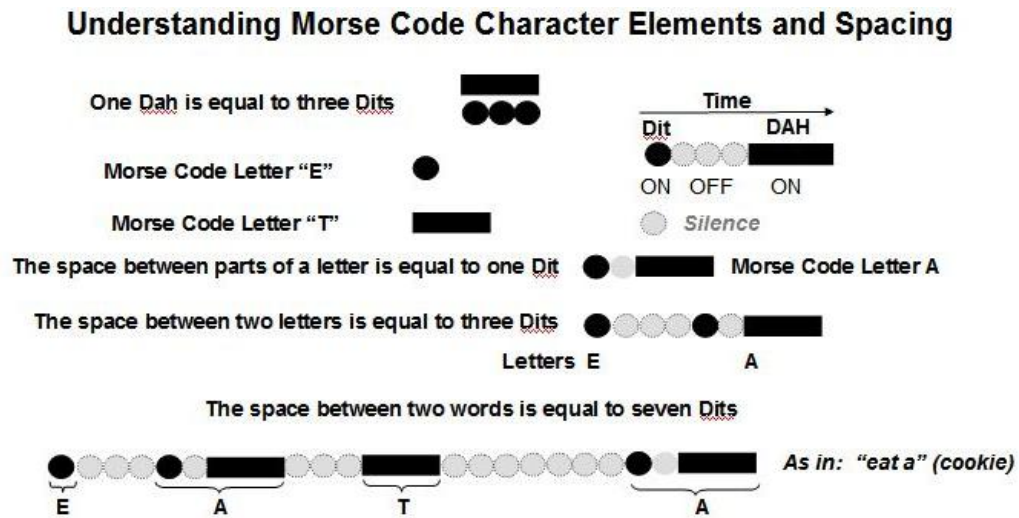 Understanding Morse Code Character Elements and Spacing
One Dah is equal to three Dits
Time
Dit DAH
ON OFF ON
Morse Code Letter “E”
Morse Code Letter “T”
Silence
The space between parts of a letter is equal to one Dit
Morse Code Letter A
The space between two letters is equal to three Dits
Letters E A
The space between two words is equal to seven Dits
As in: “eat a” (cookie)
E A T A